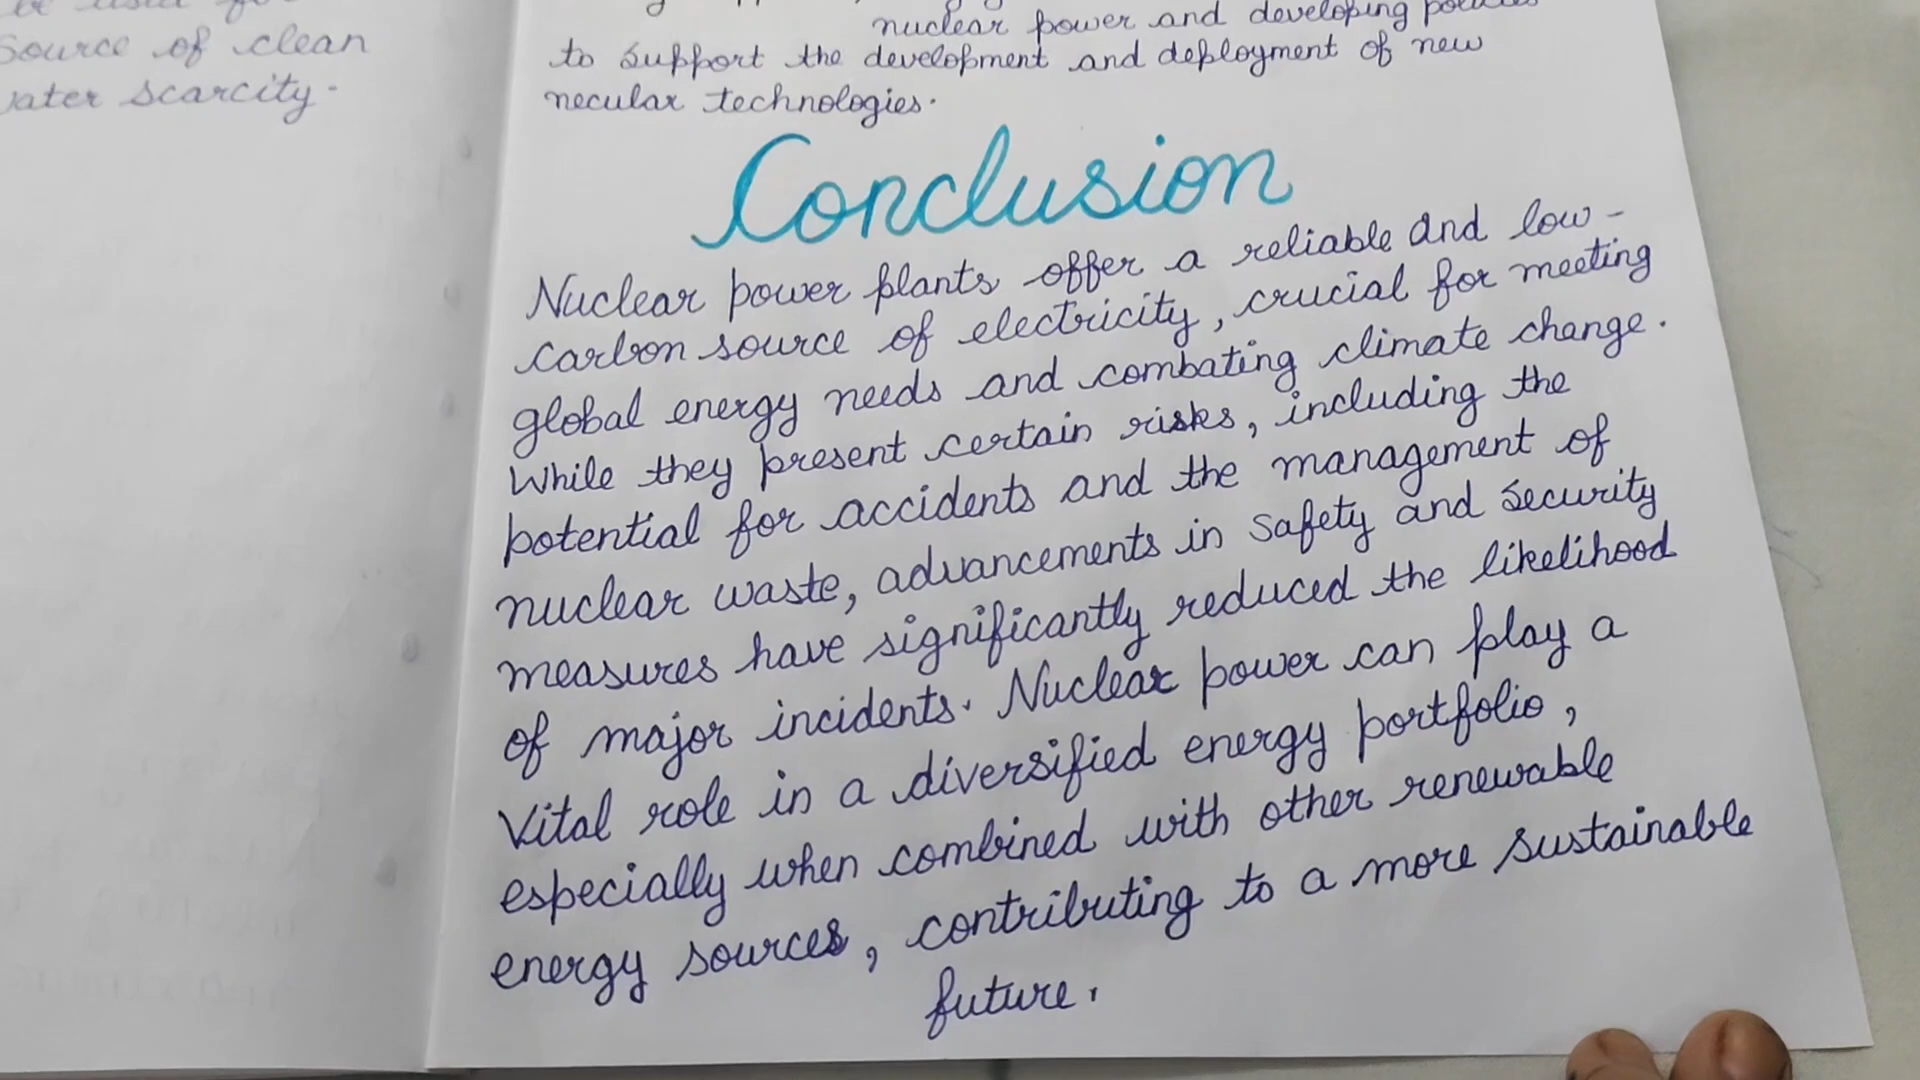 Source of clean
water scarcity.
nuclear power and developing policies
to support the development and deployment of new
necular technologies.
Conclusion
Nuclear power plants offer a reliable and low-
carbon source of electricity, crucial for meeting
global energy needs and combating climate change.
While they present certain risks, including the
potential for accidents and the management of
nuclear waste, advancements in safety and security
measures have significantly reduced the likelihood
of major incidents. Nuclear power can play a
vital role in a diversified energy portfolio,
especially when combined with other renewable
energy sources, contributing to a more sustainable
future.